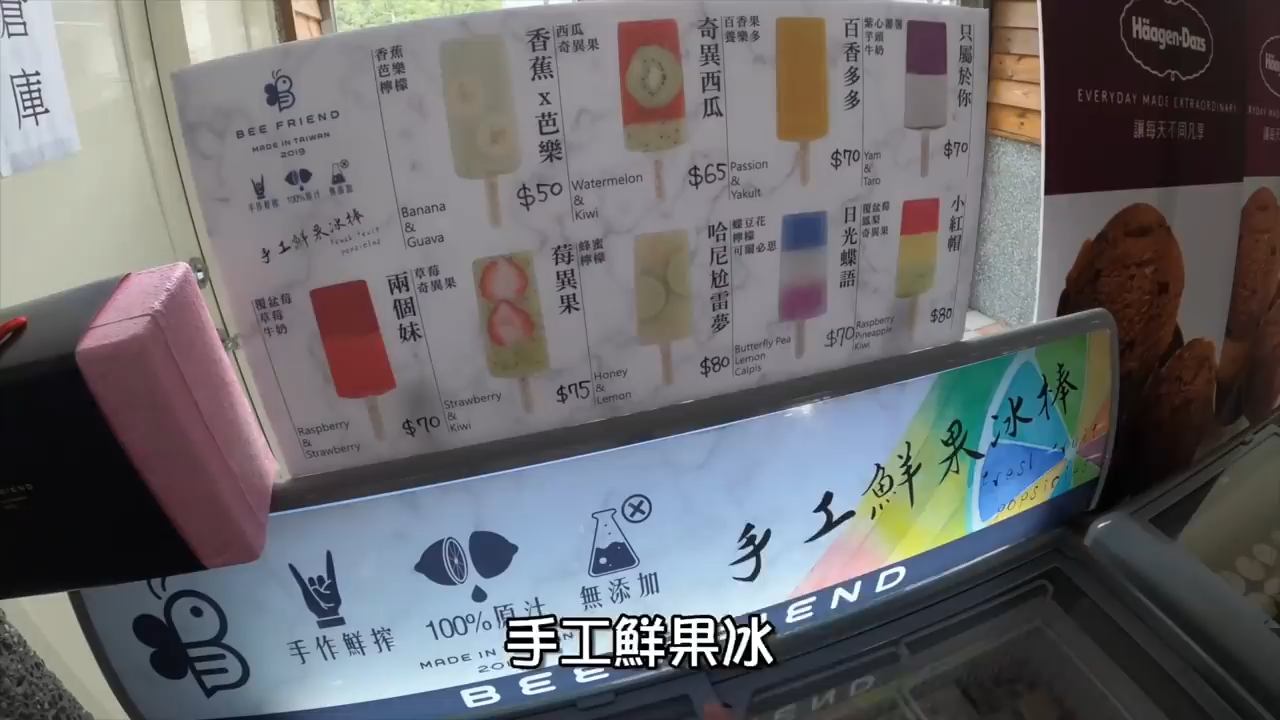 倉
庫
BEE FRIEND
MADE IN TAIWAN
2019
手作鮮搾
100%原汁
無添加
手工鮮果冰棒
fresh fruit
popsicles
香蕉
芭樂
檸檬
香蕉x芭樂
Banana
&
Guava
$50
西瓜
奇異果
奇異西瓜
Watermelon
&
Kiwi
$65
百香果
養樂多
百香多多
Passion
&
Yakult
$70
芋頭
牛奶
只屬於你
Yam
&
Taro
$70
覆盆莓
草莓
牛奶
兩個妹
Raspberry
&
Strawberry
$70
草莓
奇異果
莓異果
Strawberry
&
Kiwi
$75
蜂蜜
檸檬
哈尼尬雷夢
Honey
&
Lemon
$80
蝶豆花
檸檬
可爾必思
日光蝶語
Butterfly Pea
Lemon
Calpis
$70
覆盆莓
鳳梨
奇異果
小紅帽
Raspberry
Pineapple
Kiwi
$80
Häagen-Dazs
EVERYDAY MADE EXTRAORDINARY
讓每天不同凡享
手作鮮搾
100%原汁
無添加
MADE IN
手工鮮果冰棒
fresh fruit
手工鮮果冰